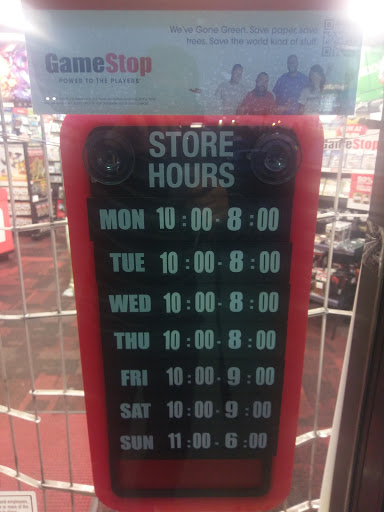 We've Gone Green. Save paper, save
trees. Save the world kind of stuff.
GameStop
POWER TO THE PLAYERS
GameStop
STORE
HOURS
MON 10:00-8:00
TUE 10:00-8:00
WED 10:00-8:00
THU 10:00-8:00
FRI 10:00-9:00
SAT 10:00-9:00
SUN 11:00-6:00